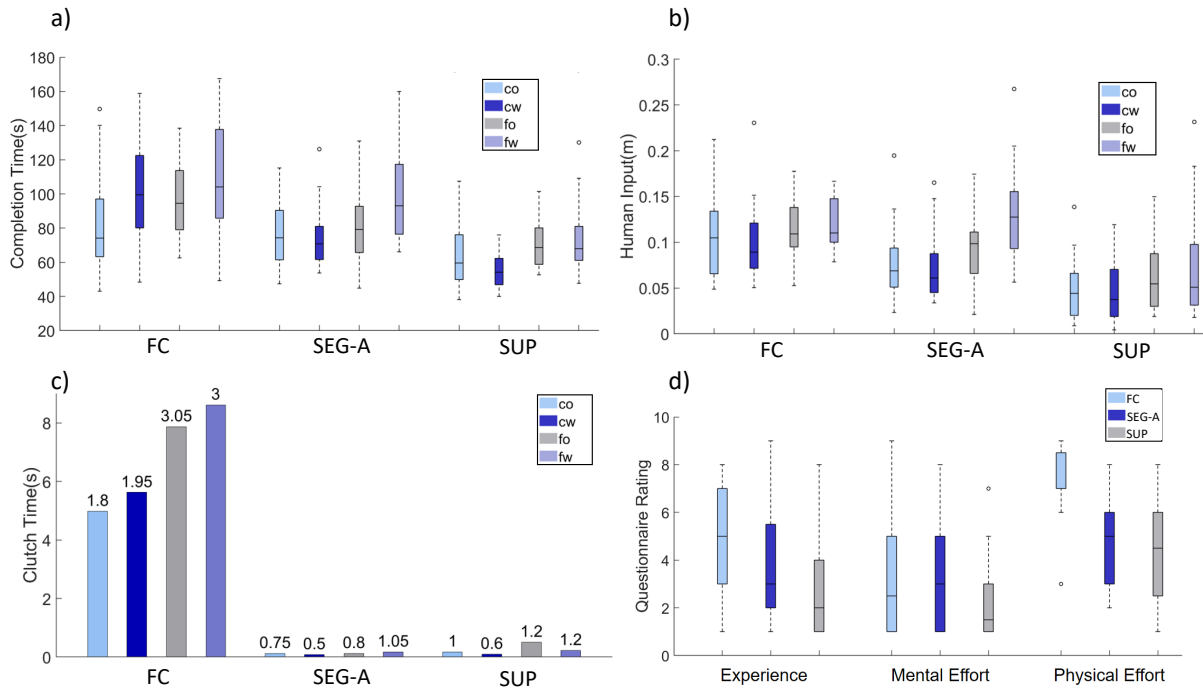 a)
Completion Time(s)
180
160
140
120
100
80
60
40
20
co
cw
fo
fw
FC
SEG-A
SUP
b)
Human Input(m)
0.3
0.25
0.2
0.15
0.1
0.05
0
co
cw
fo
fw
FC
SEG-A
SUP
c)
Clutch Time(s)
8
6
4
2
0
1.8
1.95
3.05
3
0.75
0.5
0.8
1.05
1
0.6
1.2
1.2
co
cw
fo
fw
FC
SEG-A
SUP
d)
Questionnaire Rating
10
8
6
4
2
0
FC
SEG-A
SUP
Experience
Mental Effort
Physical Effort